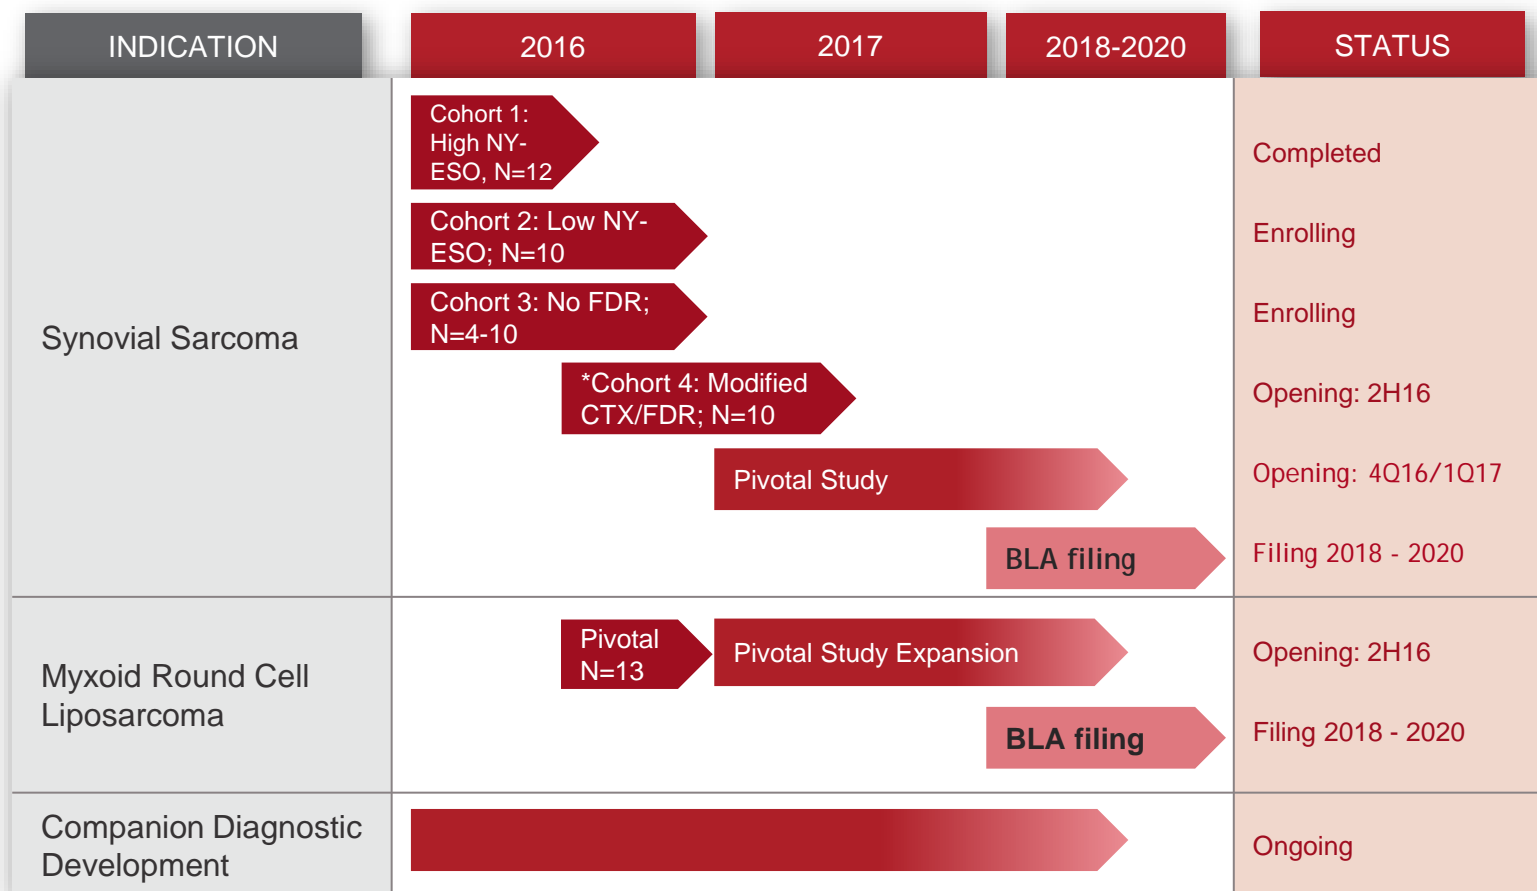 INDICATION
2016
2017
2018-2020
STATUS
Synovial Sarcoma
Cohort 1:
High NY-
ESO, N=12
Completed
Cohort 2: Low NY-
ESO; N=10
Enrolling
Cohort 3: No FDR;
N=4-10
Enrolling
*Cohort 4: Modified
CTX/FDR; N=10
Opening: 2H16
Pivotal Study
Opening: 4Q16/1Q17
BLA filing
Filing 2018 - 2020
Myxoid Round Cell
Liposarcoma
Pivotal
N=13
Pivotal Study Expansion
Opening: 2H16
BLA filing
Filing 2018 - 2020
Companion Diagnostic
Development
Ongoing